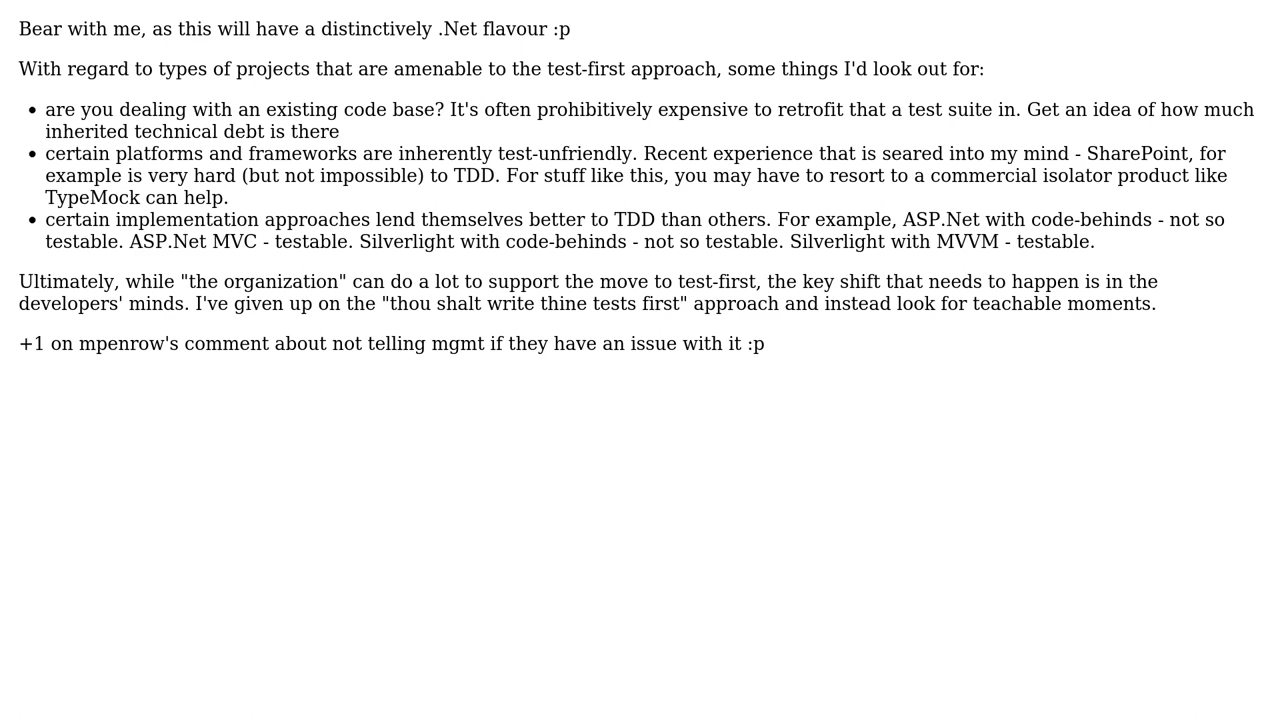 Bear with me, as this will have a distinctively .Net flavour :p
With regard to types of projects that are amenable to the test-first approach, some things I'd look out for:
• are you dealing with an existing code base? It's often prohibitively expensive to retrofit that a test suite in. Get an idea of how much
inherited technical debt is there
• certain platforms and frameworks are inherently test-unfriendly. Recent experience that is seared into my mind - SharePoint, for
example is very hard (but not impossible) to TDD. For stuff like this, you may have to resort to a commercial isolator product like
TypeMock can help.
• certain implementation approaches lend themselves better to TDD than others. For example, ASP.Net with code-behinds - not so
testable. ASP.Net MVC - testable. Silverlight with code-behinds - not so testable. Silverlight with MVVM - testable.
Ultimately, while "the organization" can do a lot to support the move to test-first, the key shift that needs to happen is in the
developers' minds. I've given up on the "thou shalt write thine tests first" approach and instead look for teachable moments.
+1 on mpenrow's comment about not telling mgmt if they have an issue with it :p